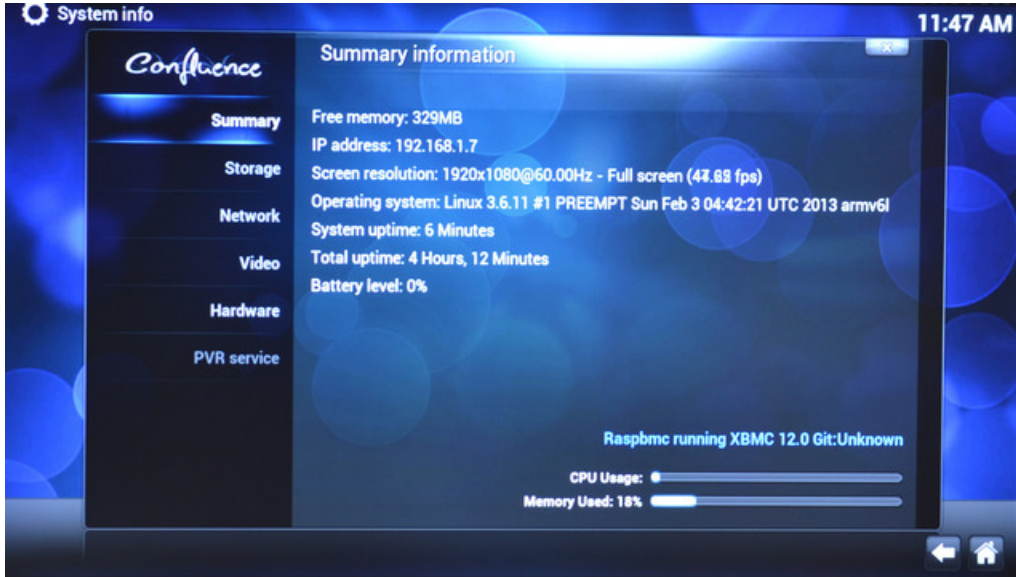 System info
11:47 AM
Confluence
Summary information
Summary
Storage
Network
Video
Hardware
PVR service
Free memory: 329MB
IP address: 192.168.1.7
Screen resolution: 1920x1080@60.00Hz - Full screen ( fps)
Operating system: Linux 3.6.11 #1 PREEMPT Sun Feb 3 04:42:21 UTC 2013 armv6l
System uptime: 6 Minutes
Total uptime: 4 Hours, 12 Minutes
Battery level: 0%
Raspbmc running XBMC 12.0 Git:Unknown
CPU Usage:
Memory Used: 18%